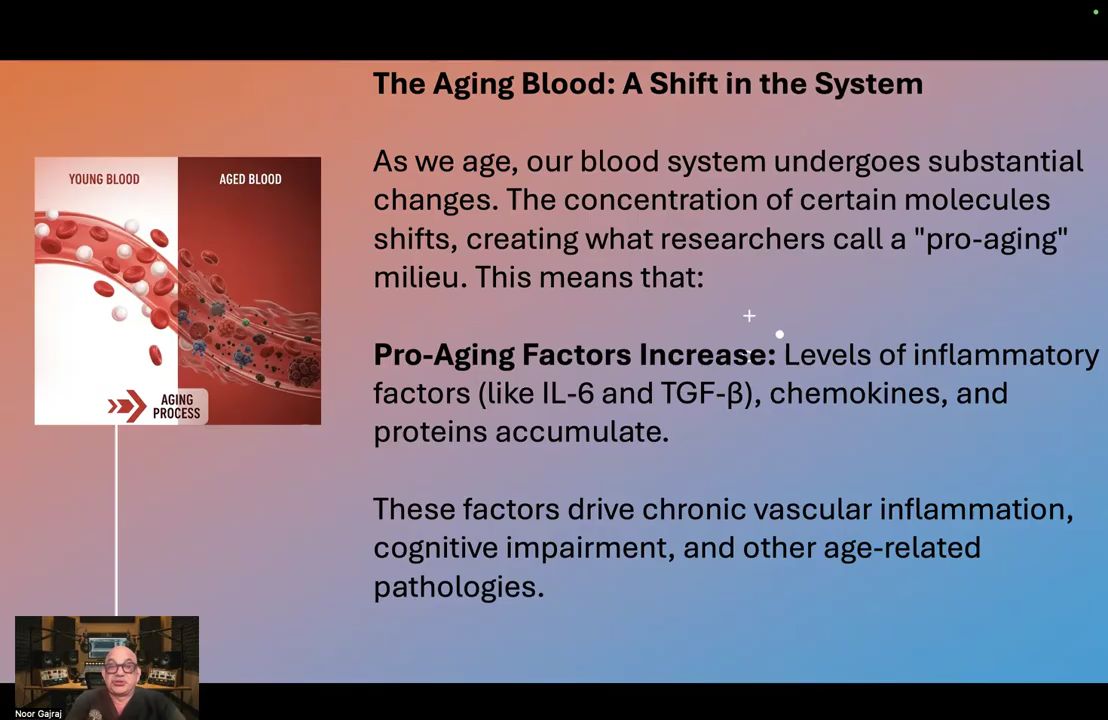 The Aging Blood: A Shift in the System
As we age, our blood system undergoes substantial
changes. The concentration of certain molecules
shifts, creating what researchers call a "pro-aging"
milieu. This means that:
Pro-Aging Factors Increase: Levels of inflammatory
factors (like IL-6 and TGF-β), chemokines, and
proteins accumulate.
These factors drive chronic vascular inflammation,
cognitive impairment, and other age-related
pathologies.
YOUNG BLOOD
AGED BLOOD
AGING
PROCESS
Noor Gajraj